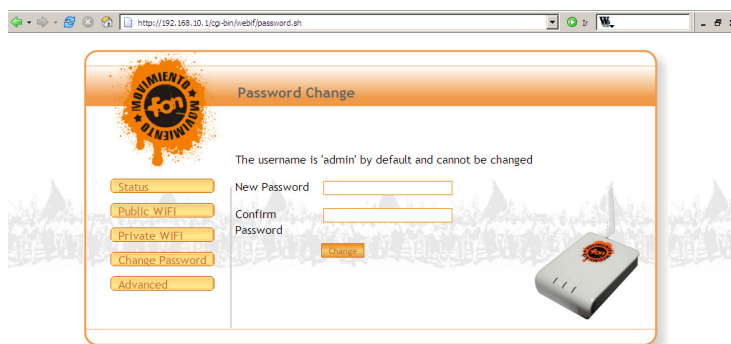 http://192.168.10.1/cgi-bin/webif/password.sh
Ir
W
MOVIMIENTO
fon
MOVIMIENTO
Password Change
The username is 'admin' by default and cannot be changed
Status
Public WiFi
Private WiFi
Change Password
Advanced
New Password
Confirm
Password
Change